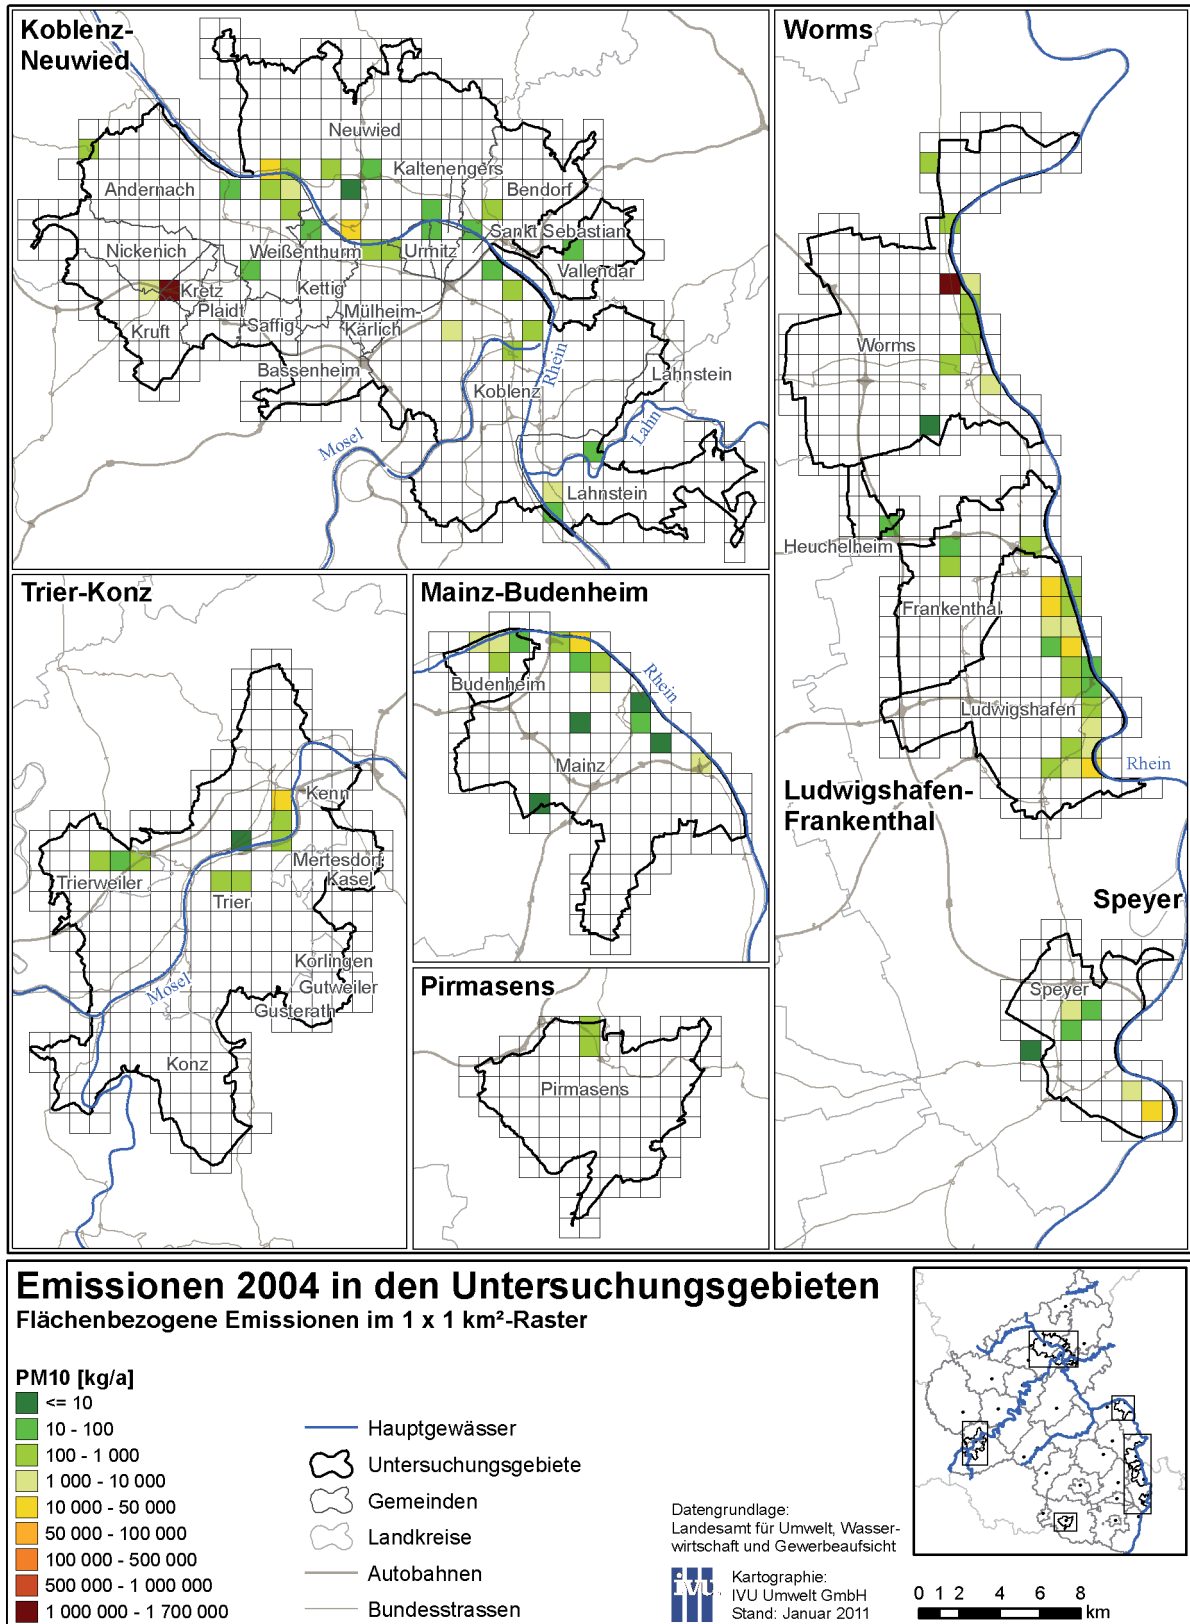 Koblenz-
Neuwied
Neuwied
Kaltenengers
Andernach
Bendorf
Sankt Sebastian
Nickenich
Weißenthurm
Urmitz
Vallendar
Kretz
Kettig
Plaidt
Mülheim-
Kärlich
Kruft
Saffig
Bassenheim
Rhein
Koblenz
Lahnstein
Lahn
Mosel
Lahnstein
Worms
Worms
Heuchelheim
Frankenthal
Ludwigshafen
Rhein
Ludwigshafen-
Frankenthal
Speyer
Speyer
Trier-Konz
Kenn
Mertesdorf
Kasel
Trierweiler
Trier
Korlingen
Gutweiler
Gusterath
Mosel
Konz
Mainz-Budenheim
Rhein
Budenheim
Mainz
Pirmasens
Pirmasens
Emissionen 2004 in den Untersuchungsgebieten
Flächenbezogene Emissionen im 1 x 1 km²-Raster
PM10 [kg/a]
<= 10
10 - 100
100 - 1 000
1 000 - 10 000
10 000 - 50 000
50 000 - 100 000
100 000 - 500 000
500 000 - 1 000 000
1 000 000 - 1 700 000
Hauptgewässer
Untersuchungsgebiete
Gemeinden
Landkreise
Autobahnen
Bundesstrassen
Datengrundlage:
Landesamt für Umwelt, Wasser-
wirtschaft und Gewerbeaufsicht
ivu
Kartographie:
IVU Umwelt GmbH
Stand: Januar 2011
0 1 2 4 6 8
km